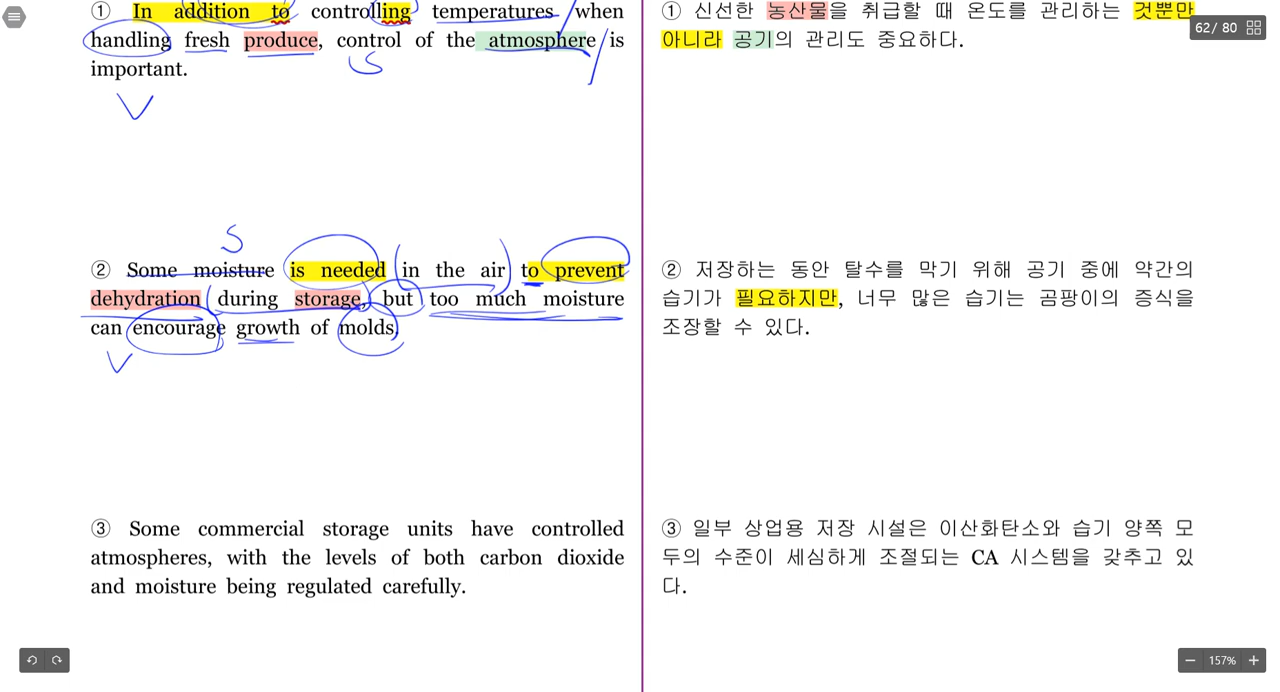 ① In addition to controlling temperatures when
handling fresh produce, control of the atmosphere is
important.
S
V
S
② Some moisture is needed in the air to prevent
dehydration during storage, but too much moisture
can encourage growth of molds.
V
③ Some commercial storage units have controlled
atmospheres, with the levels of both carbon dioxide
and moisture being regulated carefully.
① 신선한 농산물을 취급할 때 온도를 관리하는 것뿐만
아니라 공기의 관리도 중요하다.
② 저장하는 동안 탈수를 막기 위해 공기 중에 약간의
습기가 필요하지만, 너무 많은 습기는 곰팡이의 증식을
조장할 수 있다.
③ 일부 상업용 저장 시설은 이산화탄소와 습기 양쪽 모
두의 수준이 세심하게 조절되는 CA 시스템을 갖추고 있
다.
62/ 80
157%